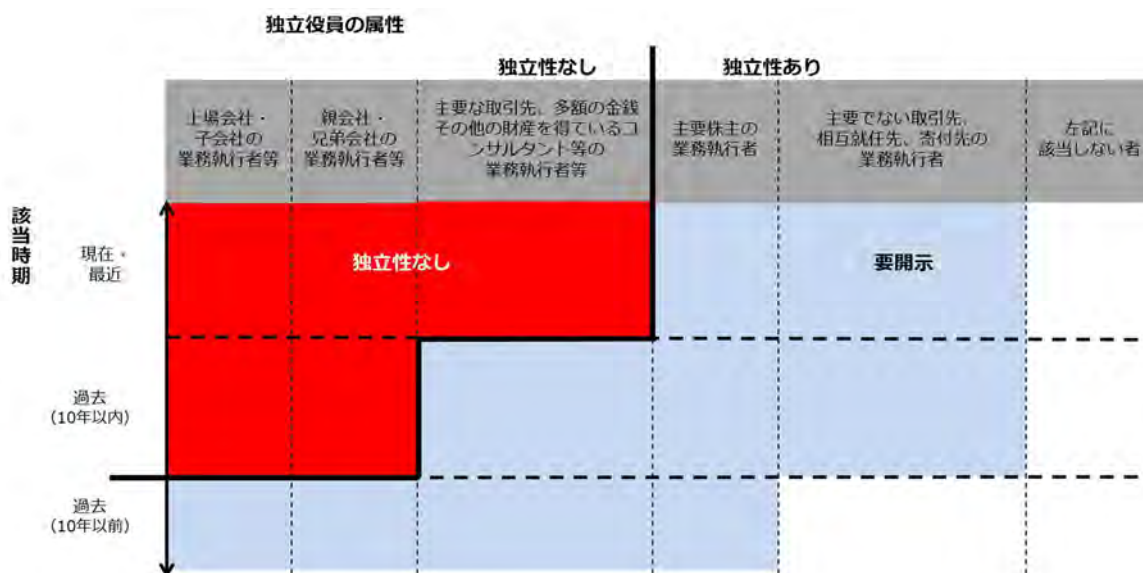 独立役員の属性
独立性なし
独立性あり
上場会社・
子会社の
業務執行者等
親会社・
兄弟会社の
業務執行者等
主要な取引先、多額の金銭
その他の財産を得ているコ
ンサルタント等の
業務執行者等
主要株主の
業務執行者
主要でない取引先、
相互就任先、寄付先の
業務執行者
左記に
該当しない者
該当時期
現在・
最近
独立性なし
要開示
過去
(10年以内)
過去
(10年以前)